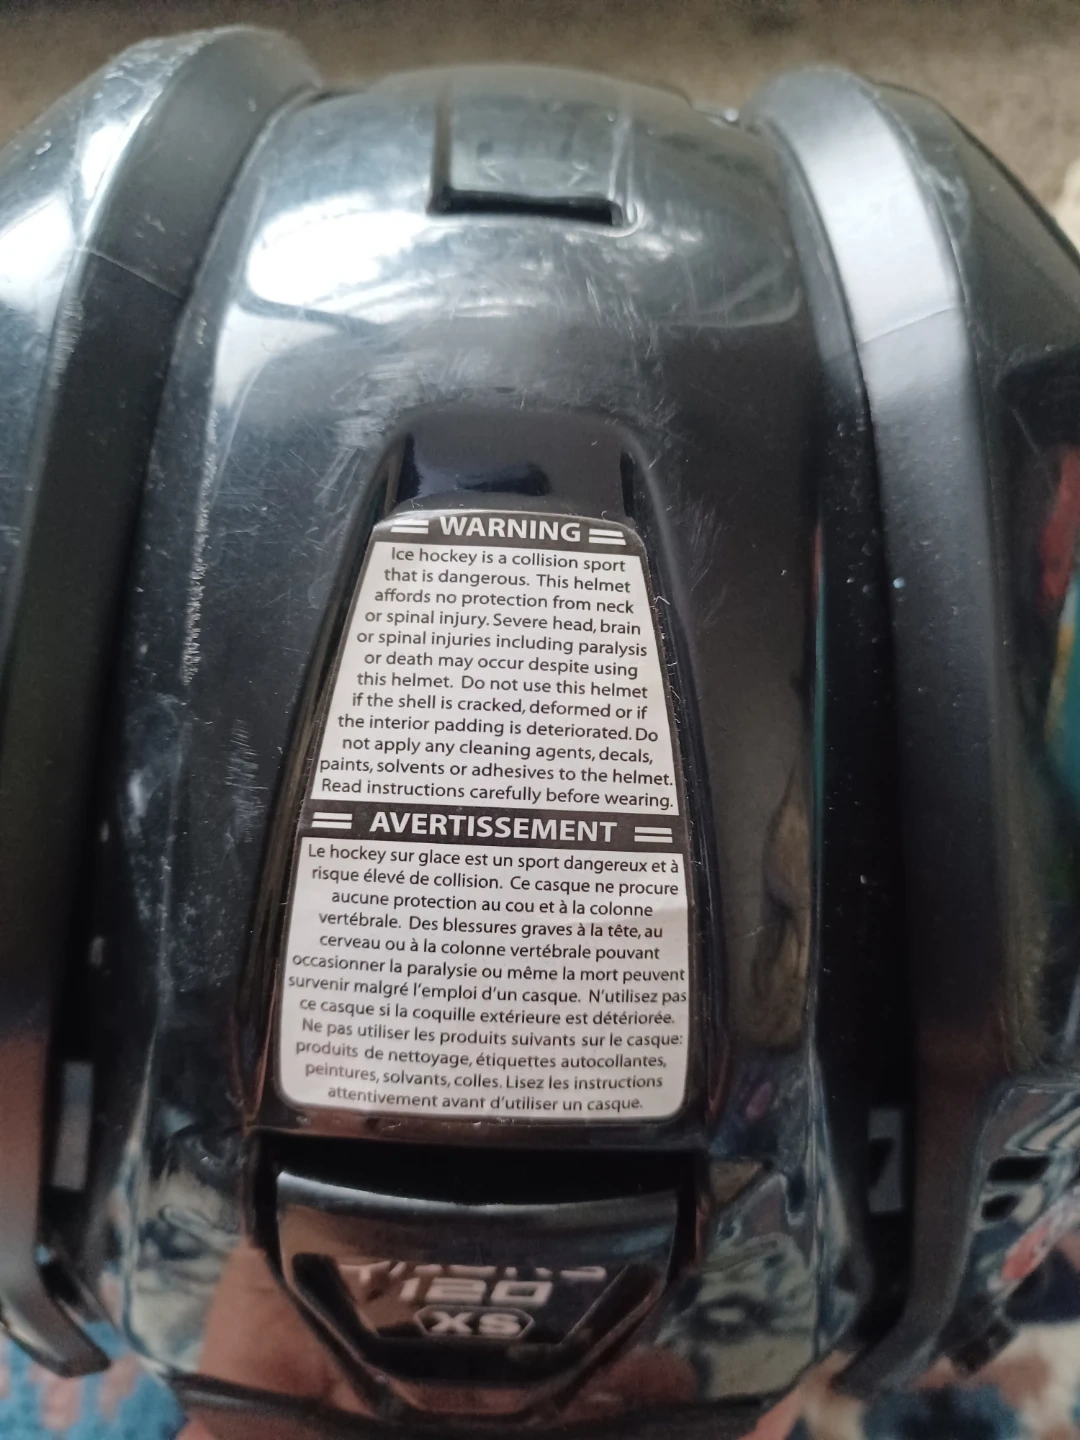 WARNING
Ice hockey is a collision sport
that is dangerous. This helmet
affords no protection from neck
or spinal injury. Severe head, brain
or spinal injuries including paralysis
or death may occur despite using
this helmet. Do not use this helmet
if the shell is cracked, deformed or if
the interior padding is deteriorated. Do
not apply any cleaning agents, decals,
paints, solvents or adhesives to the helmet.
Read instructions carefully before wearing.
AVERTISSEMENT
Le hockey sur glace est un sport dangereux et à
risque élevé de collision. Ce casque ne procure
aucune protection au cou et à la colonne
vertébrale. Des blessures graves à la tête, au
cerveau ou à la colonne vertébrale pouvant
occasionner la paralysie ou même la mort peuvent
survenir malgré l'emploi d'un casque. N'utilisez pas
ce casque si la coquille extérieure est détériorée.
Ne pas utiliser les produits suivants sur le casque:
produits de nettoyage, étiquettes autocollantes,
peintures, solvants, colles. Lisez les instructions
attentivement avant d'utiliser un casque.
120
XS